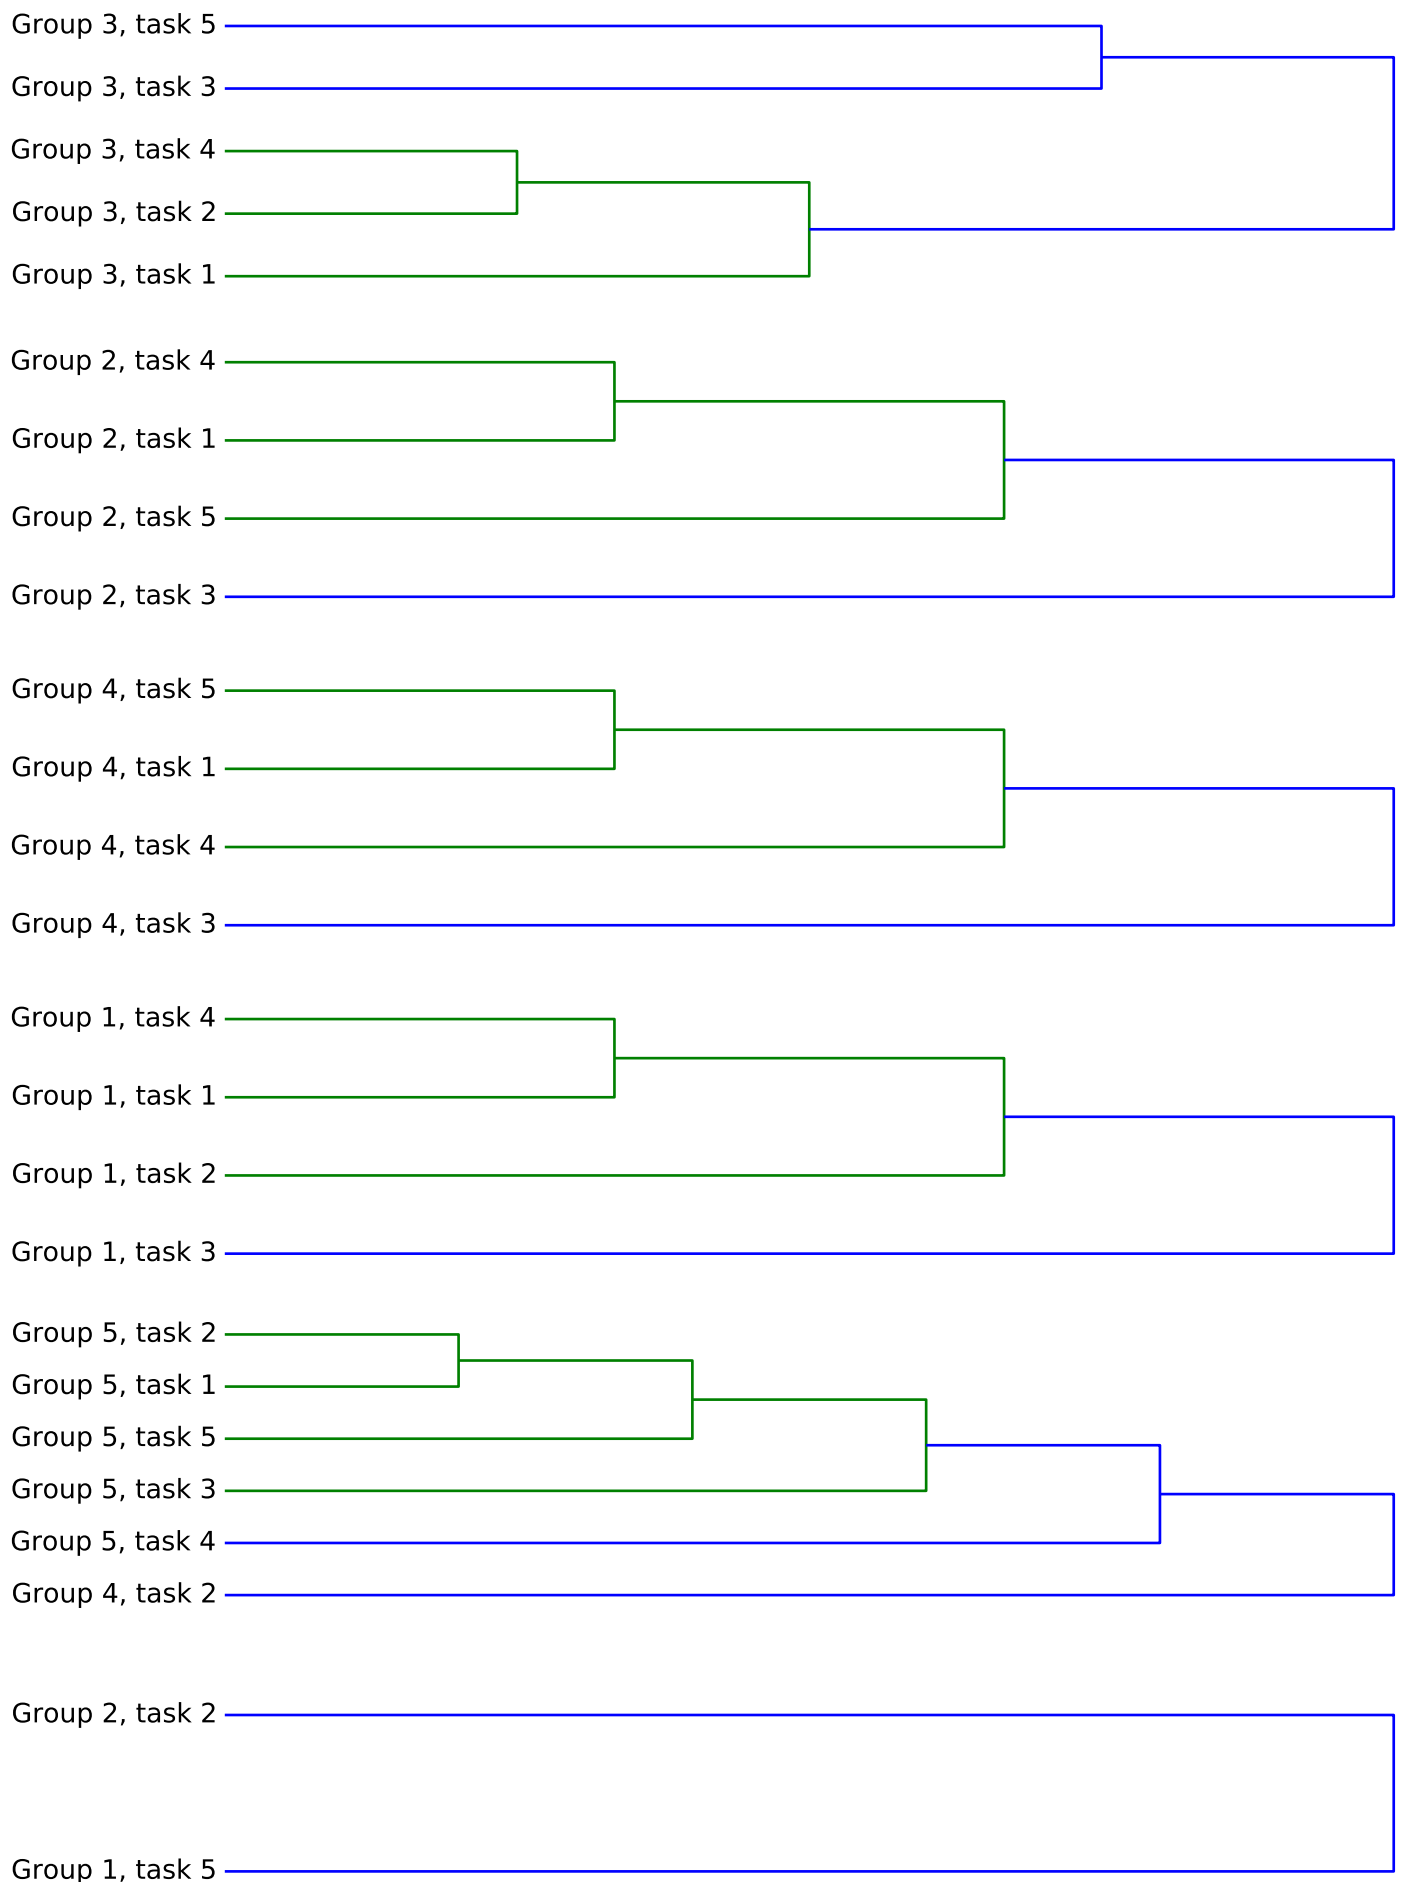 Group 3, task 5
Group 3, task 3
Group 3, task 4
Group 3, task 2
Group 3, task 1
Group 2, task 4
Group 2, task 1
Group 2, task 5
Group 2, task 3
Group 4, task 5
Group 4, task 1
Group 4, task 4
Group 4, task 3
Group 1, task 4
Group 1, task 1
Group 1, task 2
Group 1, task 3
Group 5, task 2
Group 5, task 1
Group 5, task 5
Group 5, task 3
Group 5, task 4
Group 4, task 2
Group 2, task 2
Group 1, task 5